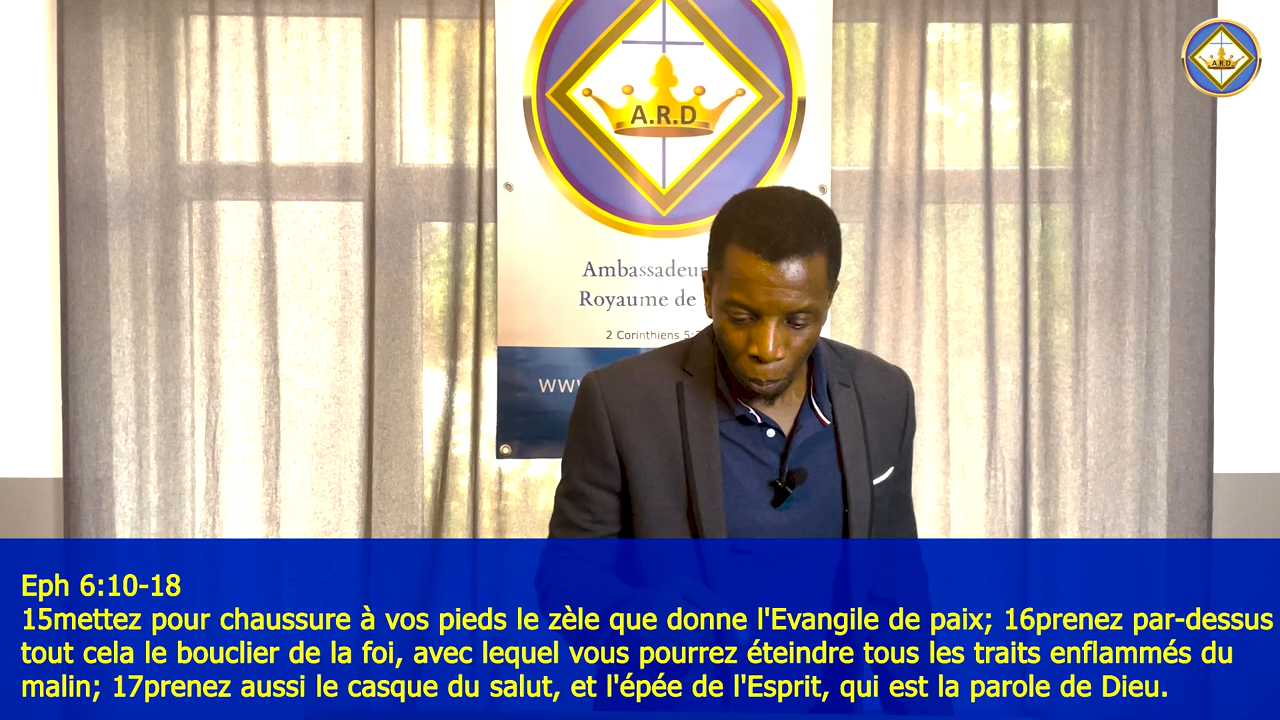 A.R.D
A.R.D
Ambassadeur
Royaume de
2 Corinthiens 5:
Eph 6:10-18
15mettez pour chaussure à vos pieds le zèle que donne l'Evangile de paix; 16prenez par-dessus
tout cela le bouclier de la foi, avec lequel vous pourrez éteindre tous les traits enflammés du
malin; 17prenez aussi le casque du salut, et l'épée de l'Esprit, qui est la parole de Dieu.